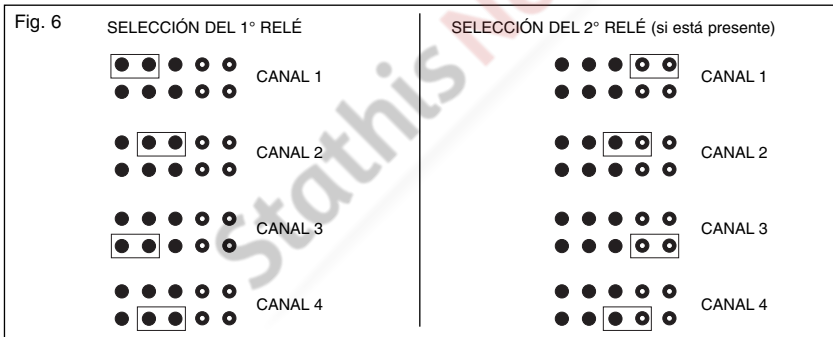 Fig. 6
SELECCIÓN DEL 1° RELÉ
CANAL 1
CANAL 2
CANAL 3
CANAL 4
SELECCIÓN DEL 2° RELÉ (si está presente)
CANAL 1
CANAL 2
CANAL 3
CANAL 4
Stathis